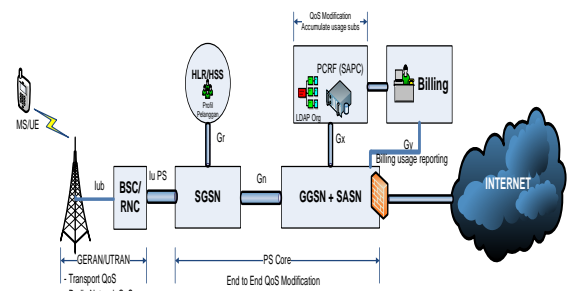 QoS Modification
Accumulate usage subs
HLR/HSS
Profil
Pelanggan
PCRF (SAPC)
LDAP Org
Billing
MS/UE
Gr
Gx
Gy
Billing usage reporting
Iub
BSC/
RNC
Iu PS
SGSN
Gn
GGSN + SASN
INTERNET
GERAN/UTRAN
- Transport QoS
PS Core
End to End QoS Modification